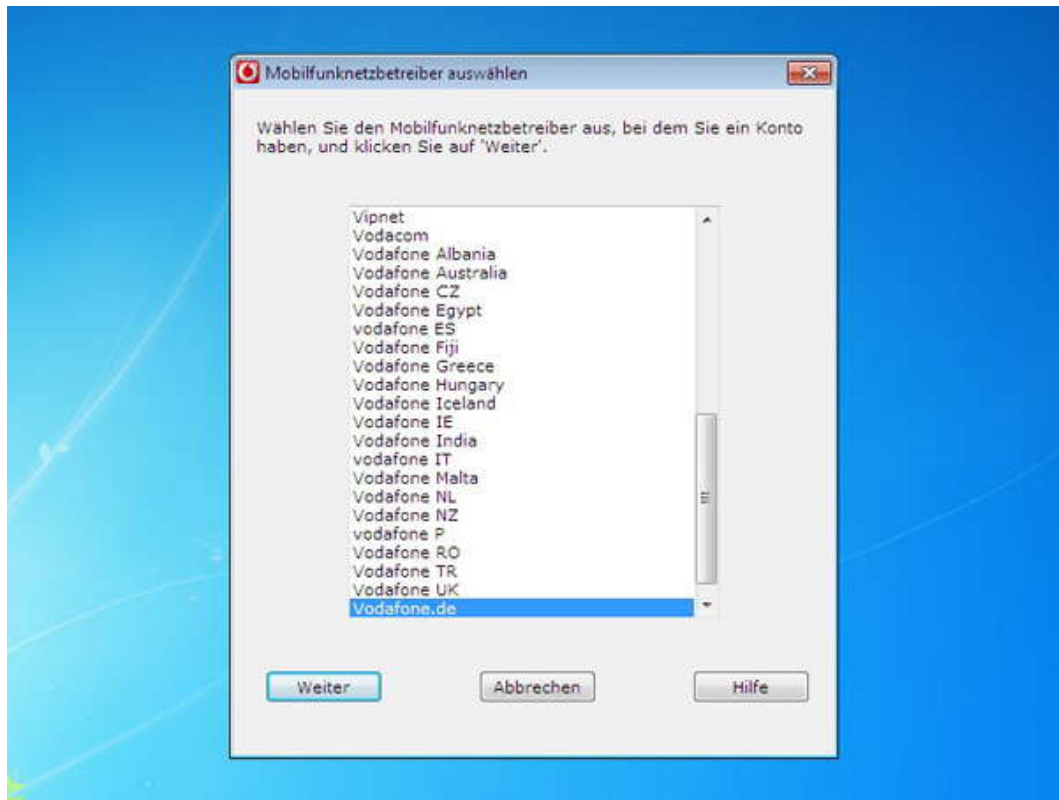 Mobilfunknetzbetreiber auswählen
Wählen Sie den Mobilfunknetzbetreiber aus, bei dem Sie ein Konto
haben, und klicken Sie auf 'Weiter'.
Vipnet
Vodacom
Vodafone Albania
Vodafone Australia
Vodafone CZ
Vodafone Egypt
vodafone ES
Vodafone Fiji
Vodafone Greece
Vodafone Hungary
Vodafone Iceland
Vodafone IE
Vodafone India
vodafone IT
Vodafone Malta
Vodafone NL
Vodafone NZ
vodafone P
Vodafone RO
Vodafone TR
Vodafone UK
Vodafone.de
Weiter Abbrechen Hilfe